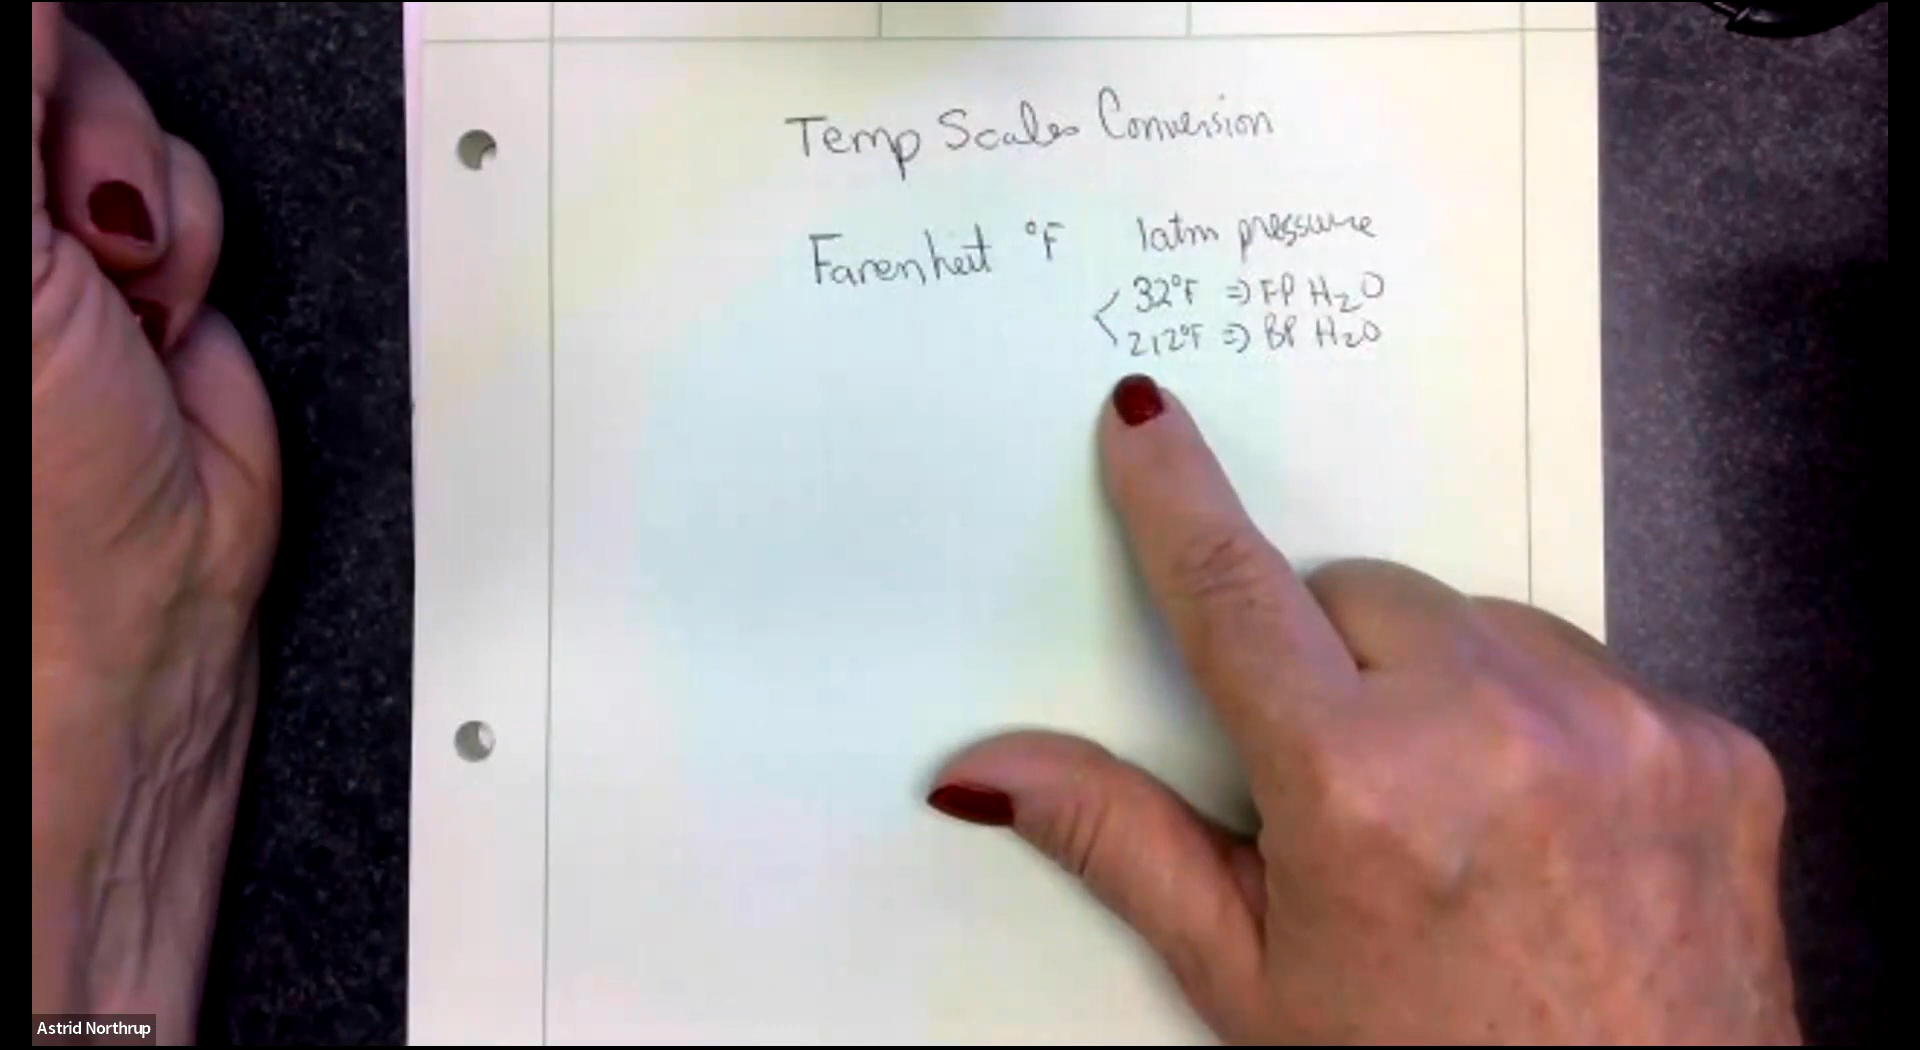 Temp Scales Conversion
Farenheit °F 1atm pressure
32°F => FP H₂O
212°F => BP H₂O
Astrid Northrup